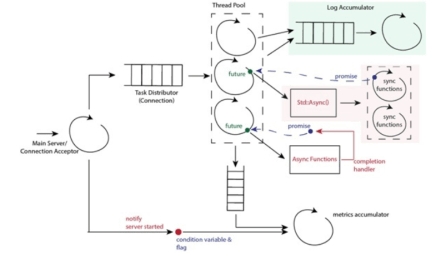 Thread Pool
Log Accumulator
future
promise
sync
functions
Task Distributor
(Connection)
Std::Async()
sync
functions
future
promise
Main Server/
Connection Acceptor
Async Functions
completion
handler
notify
server started
metrics accumulator
condition variable &
flag